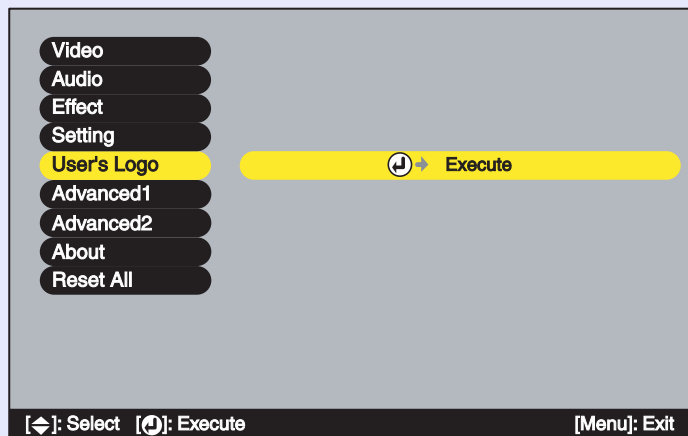 Video
Audio
Effect
Setting
User's Logo
Execute
Advanced1
Advanced2
About
Reset All
[]: Select []: Execute [Menu]: Exit